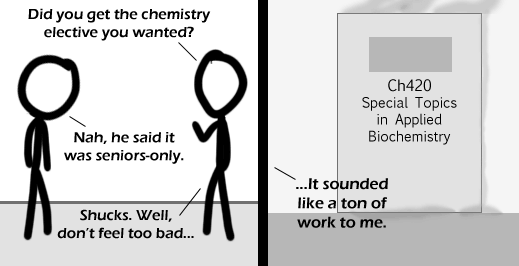 Did you get the chemistry
elective you wanted?
Nah, he said it
was seniors-only.
Shucks. Well,
don't feel too bad...
Ch420
Special Topics
in Applied
Biochemistry
...It sounded
like a ton of
work to me.